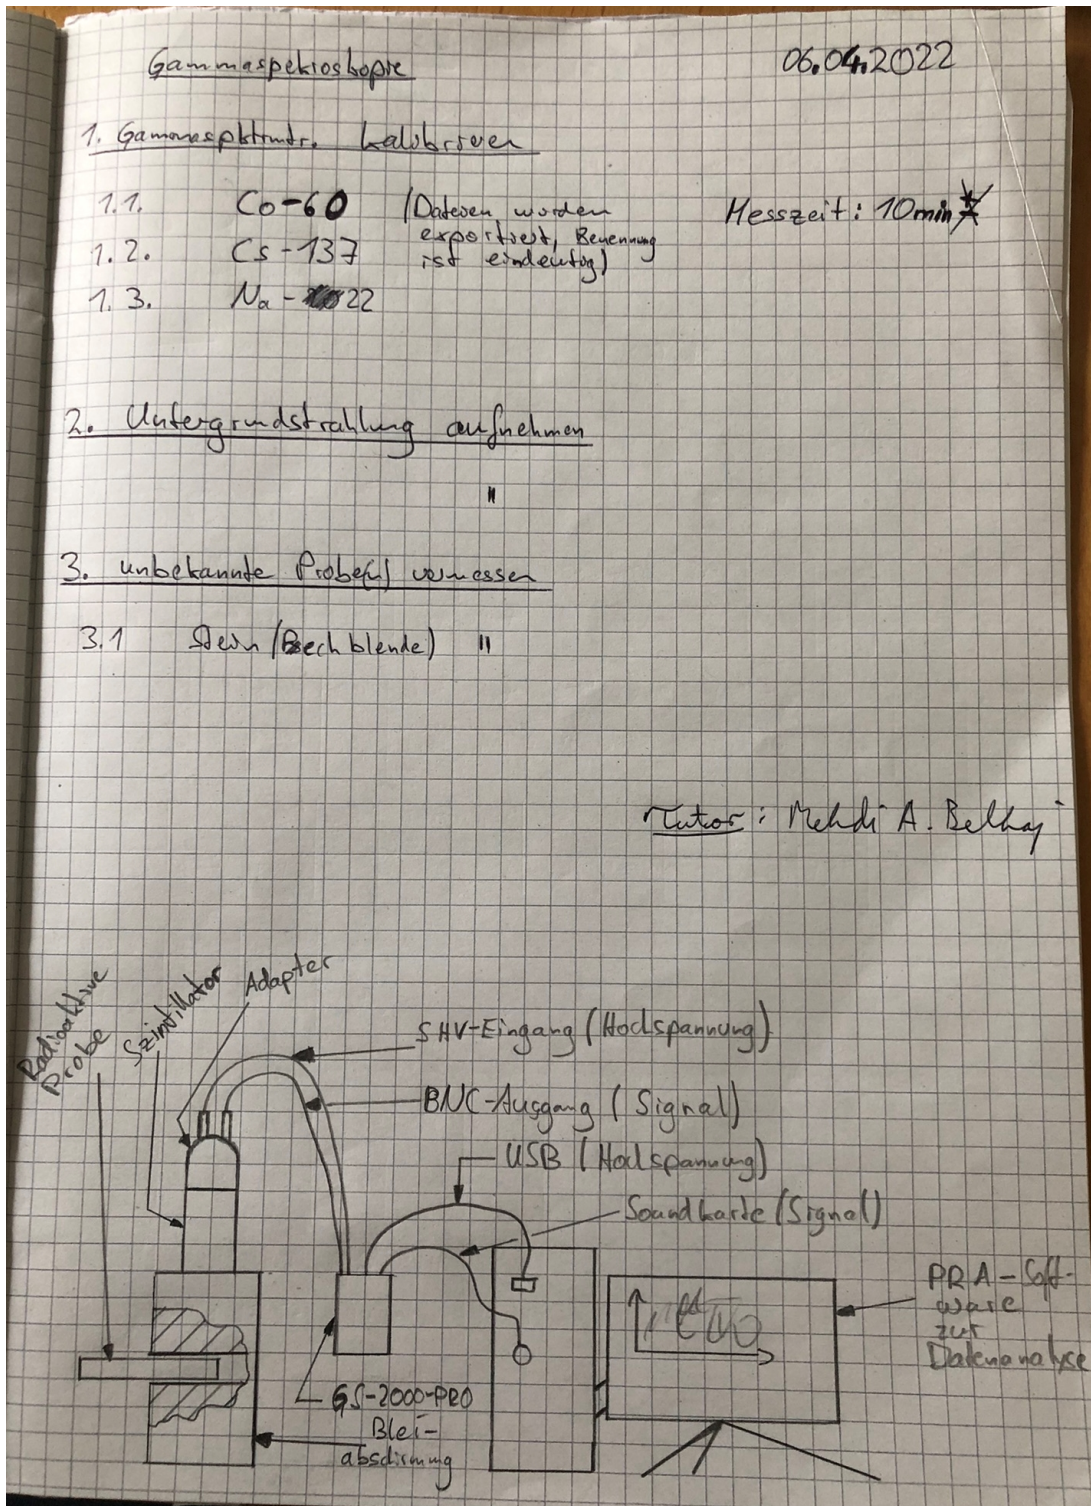 Gammaspektroskopie
06.04.2022
1. Gammaspktrmtr. kalibrieren
1.1. Co-60 (Dateien wurden
exportiert, Benennung
ist eindeutig)
Messzeit: 10min
1.2. Cs-137
1.3. Na-22
2. Untergrundstrahlung aufnehmen
"
3. unbekannte Probe(n) vermessen
3.1 Stein (Pechblende) "
Tutor: Mehdi A. Belhaj
Radioaktive
Probe
Szintillator
Adapter
SHV-Eingang (Hochspannung)
BNC-Ausgang (Signal)
USB (Hochspannung)
Soundkarte (Signal)
PRA-Soft-
ware
zur
Datenanalyse
GS-2000-PRO
Blei-
abschirmung